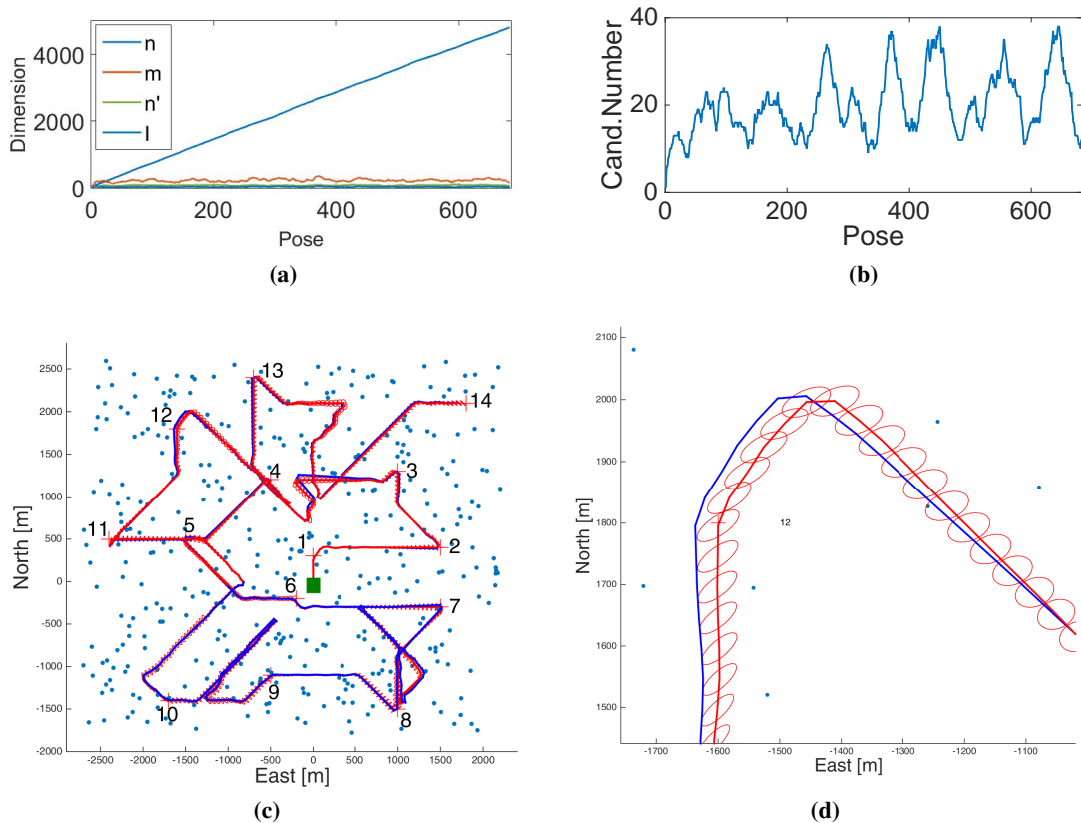 Dimension
4000
2000
0
n
m
n'
l
0 200 400 600
Pose
(a)
Cand.Number
40
20
0
0 200 400 600
Pose
(b)
North [m]
2500
2000
1500
1000
500
0
-500
-1000
-1500
-2000
13
14
12
4
3
11
5
1
2
6
7
9
10
8
-2500 -2000 -1500 -1000 -500 0 500 1000 1500 2000
East [m]
(c)
North [m]
2100
2000
1900
1800
1700
1600
1500
12
-1700 -1600 -1500 -1400 -1300 -1200 -1100
East [m]
(d)